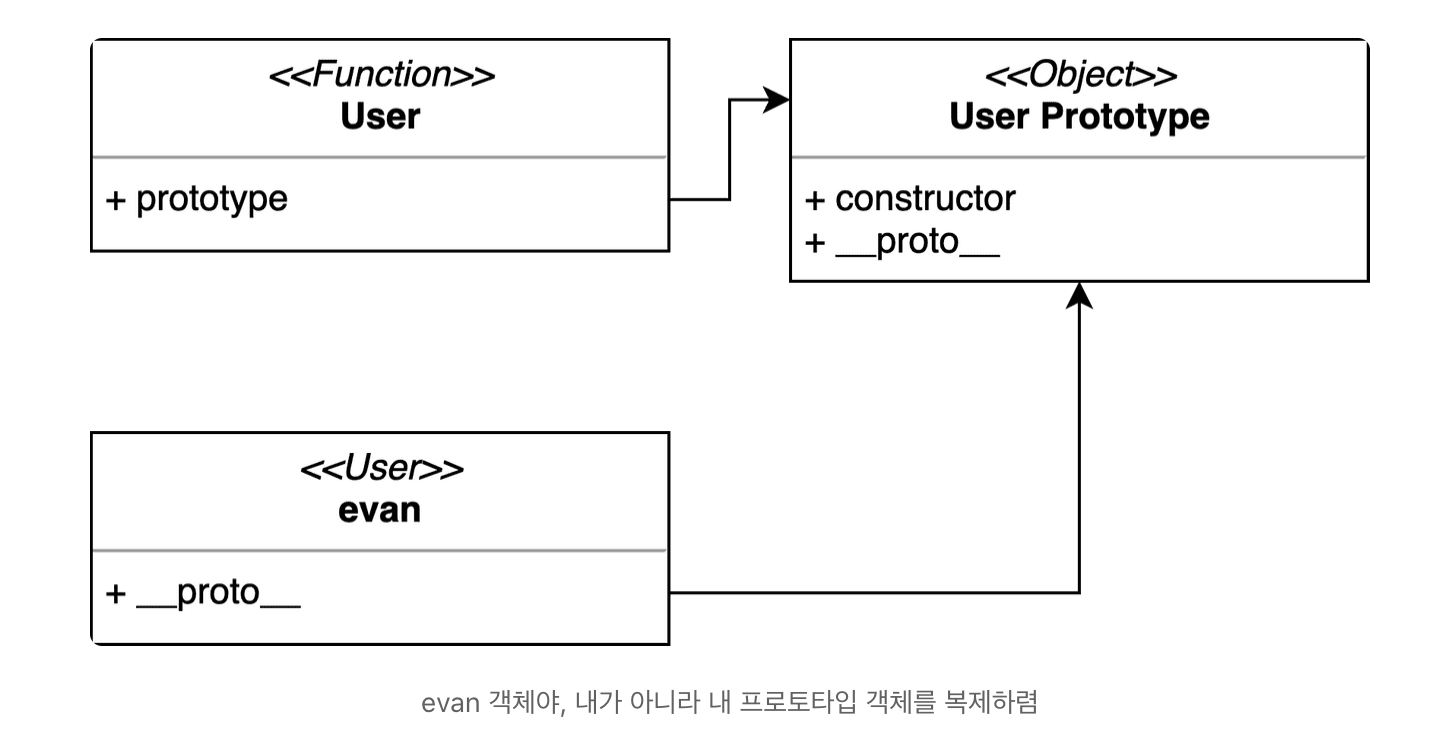 <<Function>>
User
+ prototype
<<Object>>
User Prototype
+ constructor
+ __proto__
<<User>>
evan
+ __proto__
evan 객체야, 내가 아니라 내 프로토타입 객체를 복제하렴